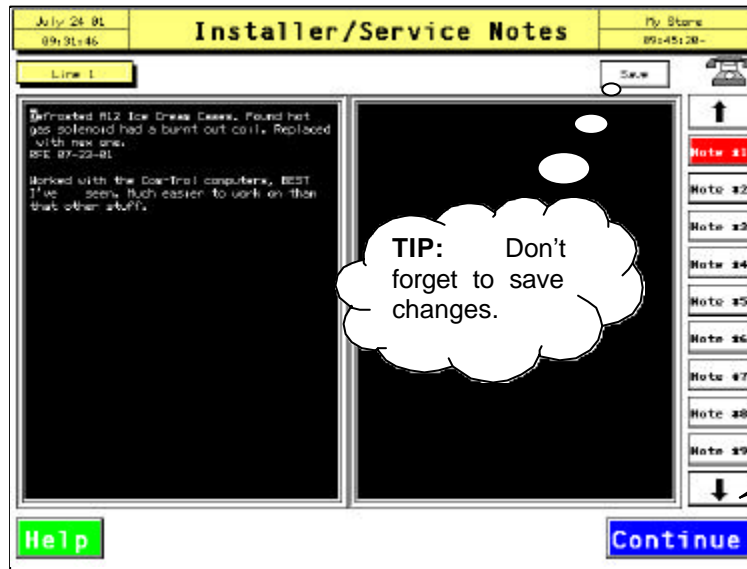 July 24 01
09:31:46
Installer/Service Notes
My Store
09:45:20-
Line 1
Save
Defrosted A12 Ice Cream Cases. Found hot
gas solenoid had a burnt out coil. Replaced
with new one.
RFE 07-23-01
Worked with the Com-Trol computers, BEST
I've seen. Much easier to work on than
that other stuff.
TIP: Don't
forget to save
changes.
Note #1
Note #2
Note #3
Note #4
Note #5
Note #6
Note #7
Note #8
Note #9
Help
Continue